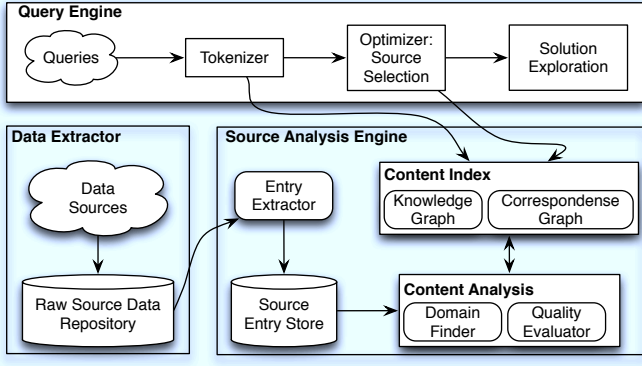 Query Engine
Queries
Tokenizer
Optimizer:
Source
Selection
Solution
Exploration
Data Extractor
Data
Sources
Raw Source Data
Repository
Source Analysis Engine
Entry
Extractor
Source
Entry Store
Content Index
Knowledge
Graph
Correspondense
Graph
Content Analysis
Domain
Finder
Quality
Evaluator